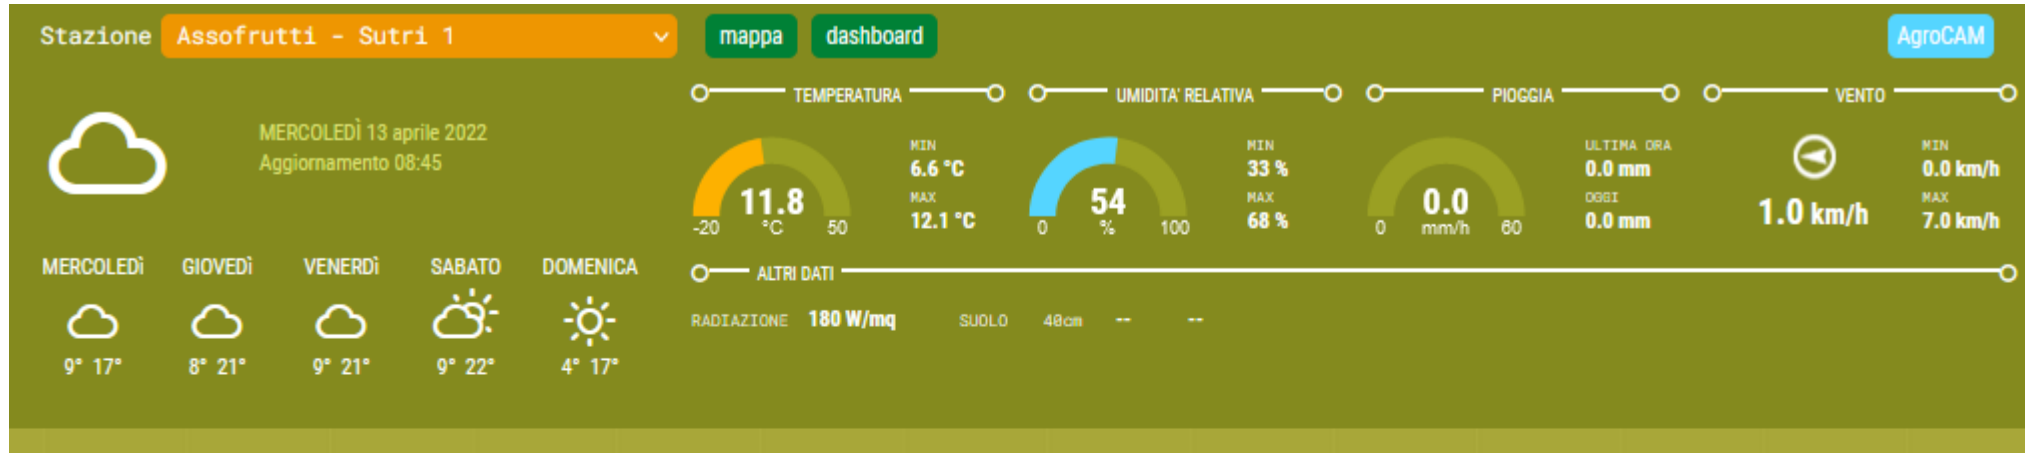 Stazione Assofrutti - Sutri 1 mappa dashboard AgroCAM
MERCOLEDÌ 13 aprile 2022
Aggiornamento 08:45
MERCOLEDì GIOVEDì VENERDì SABATO DOMENICA
9° 17° 8° 21° 9° 21° 9° 22° 4° 17°
TEMPERATURA
11.8
°C
-20 50
MIN
6.6 °C
MAX
12.1 °C
UMIDITA' RELATIVA
54
%
0 100
MIN
33 %
MAX
68 %
PIOGGIA
0.0
mm/h
0 60
ULTIMA ORA
0.0 mm
OGGI
0.0 mm
VENTO
1.0 km/h
MIN
0.0 km/h
MAX
7.0 km/h
ALTRI DATI
RADIAZIONE 180 W/mq SUOLO 40cm -- --